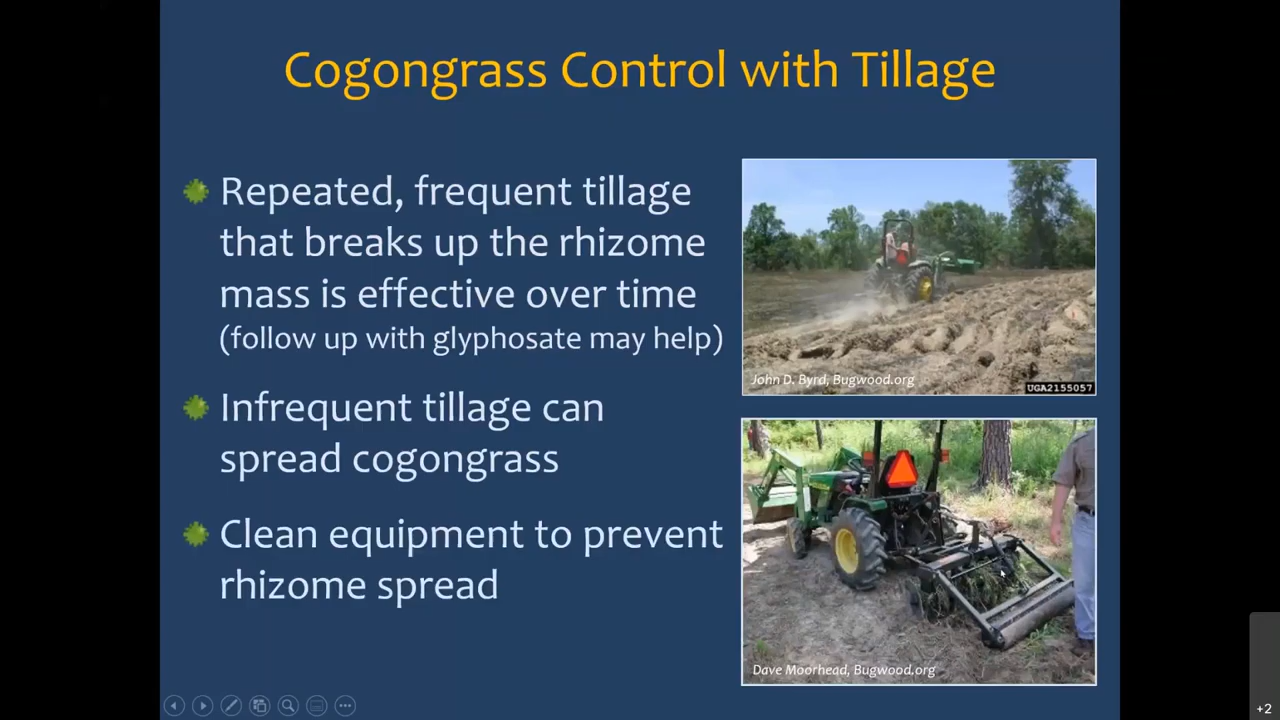 Cogongrass Control with Tillage
Repeated, frequent tillage
that breaks up the rhizome
mass is effective over time
(follow up with glyphosate may help)
Infrequent tillage can
spread cogongrass
Clean equipment to prevent
rhizome spread
John D. Byrd, Bugwood.org
UGA2155057
Dave Moorhead, Bugwood.org
+2